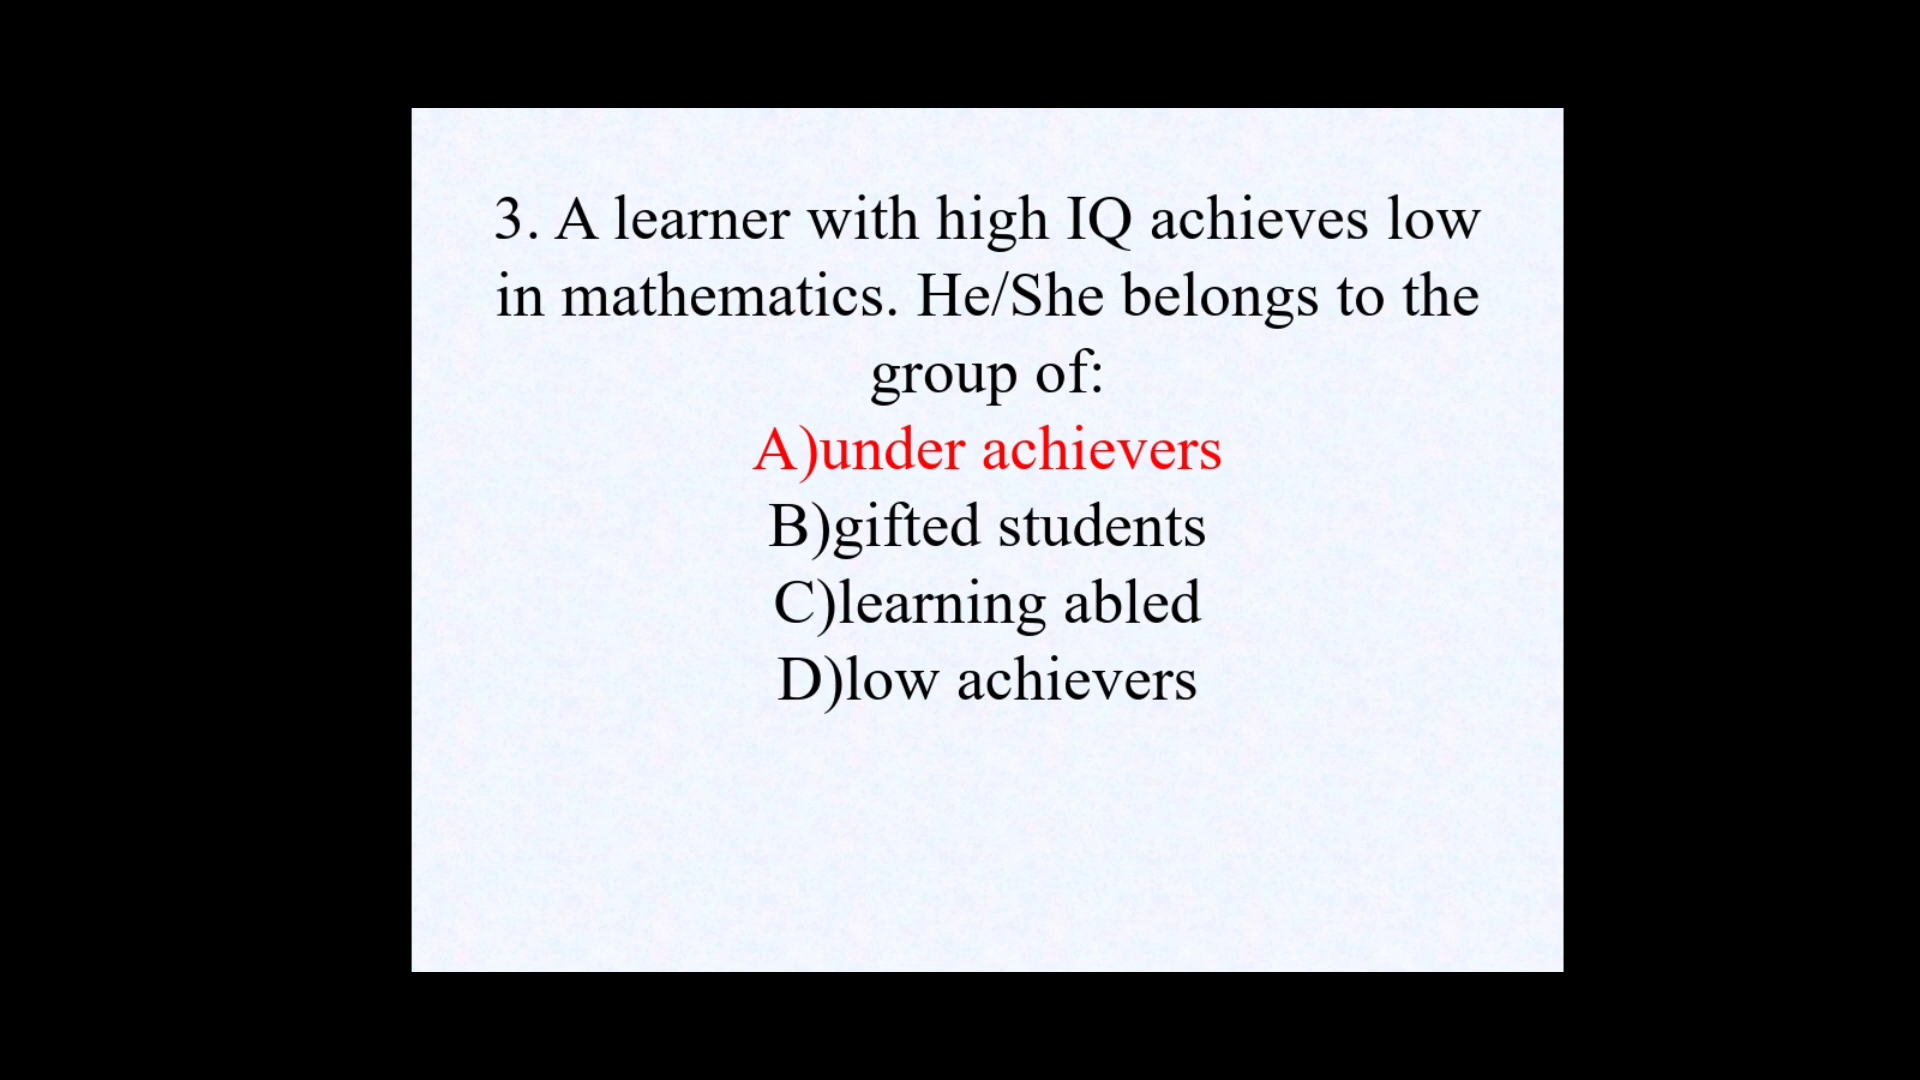 3. A learner with high IQ achieves low
in mathematics. He/She belongs to the
group of:
A)under achievers
B)gifted students
C)learning abled
D)low achievers